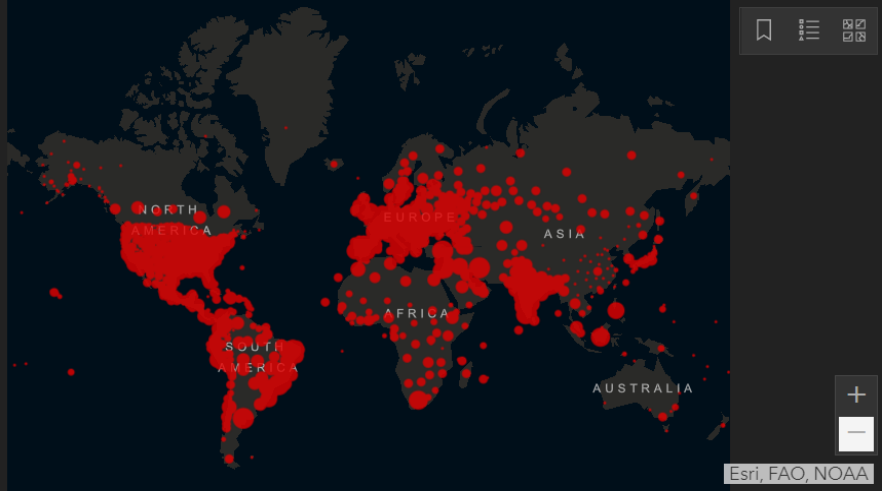 NORTH
AMERICA
EUROPE
ASIA
AFRICA
SOUTH
AMERICA
AUSTRALIA
Esri, FAO, NOAA